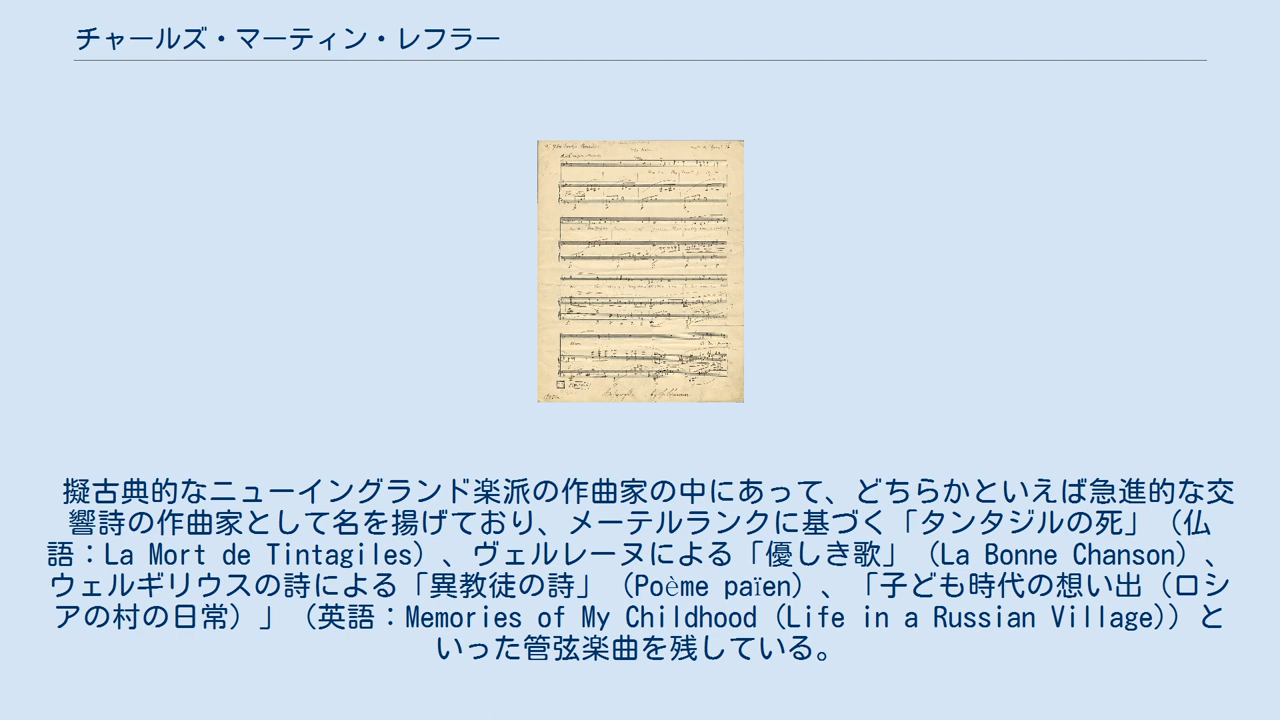 チャールズ・マーティン・レフラー
擬古典的なニューイングランド楽派の作曲家の中にあって、どちらかといえば急進的な交
響詩の作曲家として名を揚げており、メーテルランクに基づく「タンタジルの死」（仏
語：La Mort de Tintagiles）、ヴェルレーヌによる「優しき歌」（La Bonne Chanson）、
ウェルギリウスの詩による「異教徒の詩」（Poème païen）、「子ども時代の想い出（ロシ
アの村の日常）」（英語：Memories of My Childhood (Life in a Russian Village)）と
いった管弦楽曲を残している。